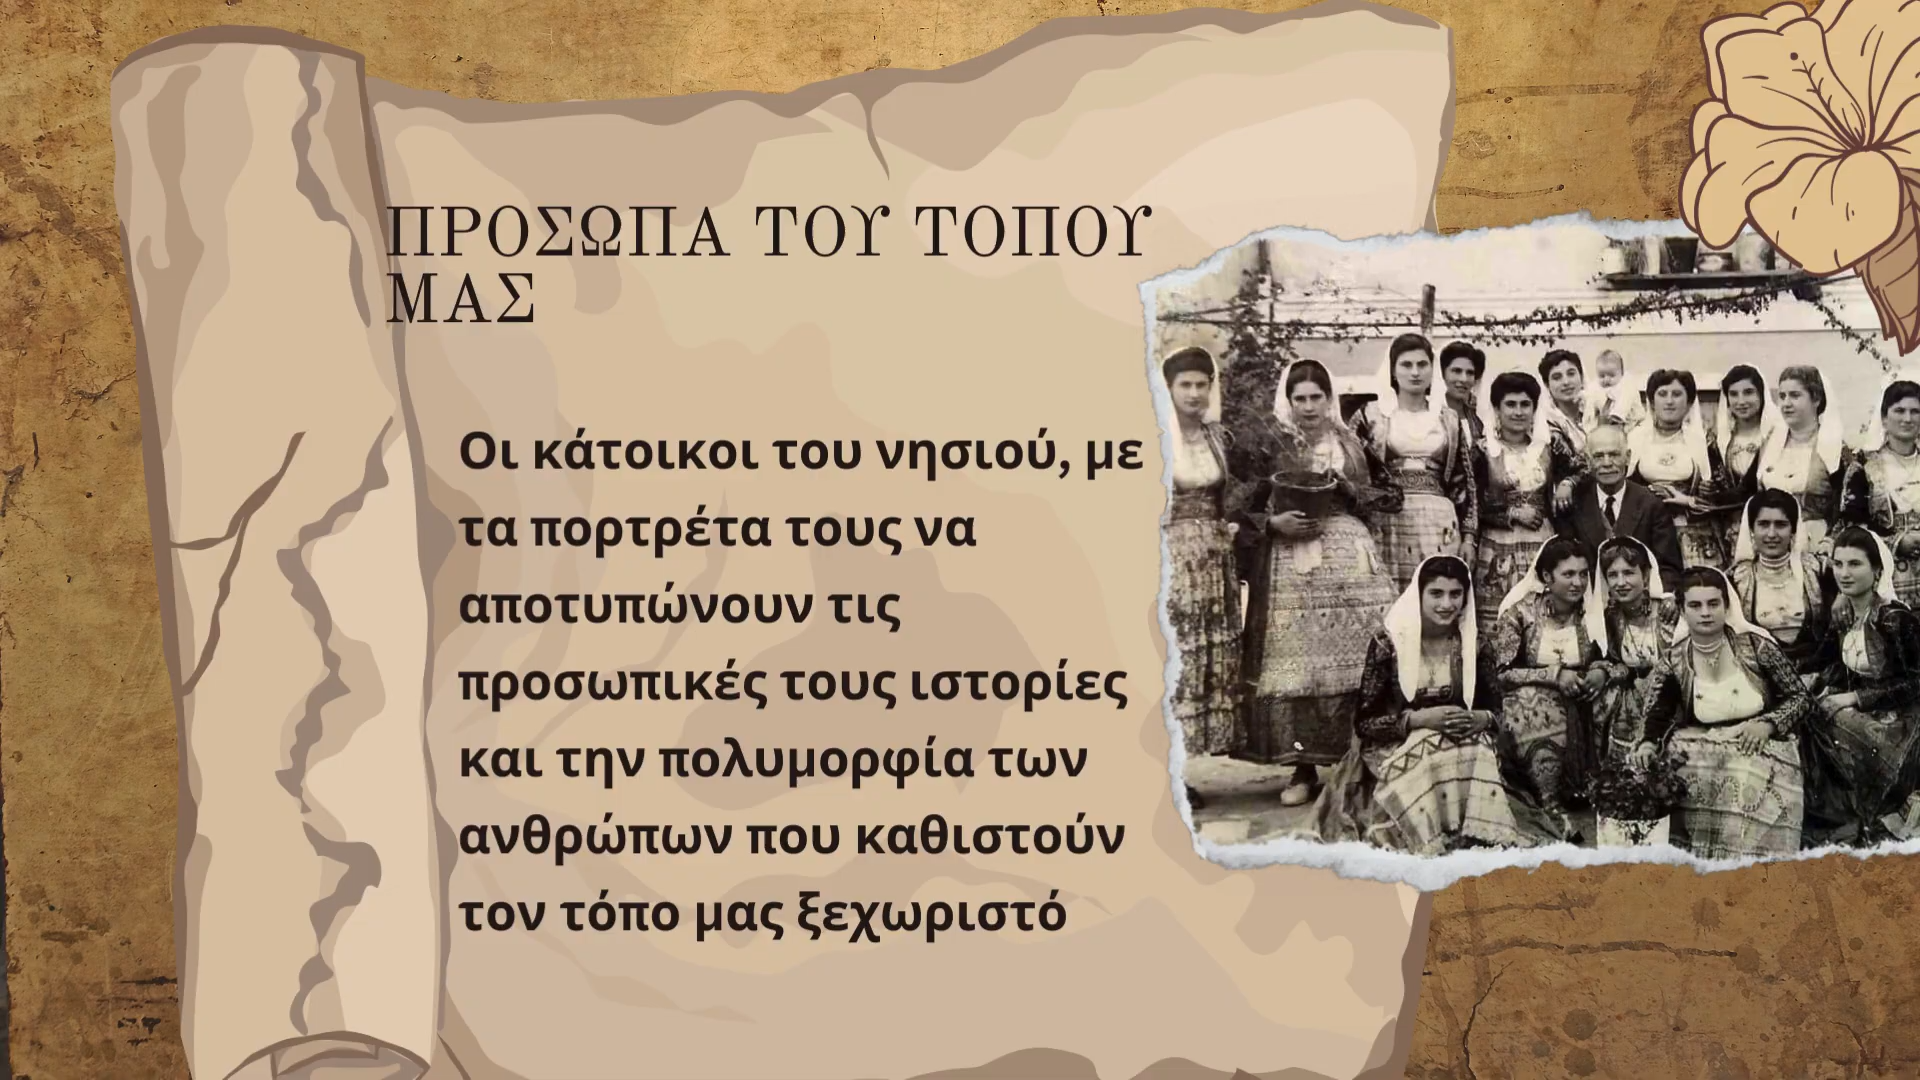 ΠΡΟΣΩΠΑ ΤΟΥ ΤΟΠΟΥ
ΜΑΣ
Οι κάτοικοι του νησιού, με
τα πορτρέτα τους να
αποτυπώνουν τις
προσωπικές τους ιστορίες
και την πολυμορφία των
ανθρώπων που καθιστούν
τον τόπο μας ξεχωριστό